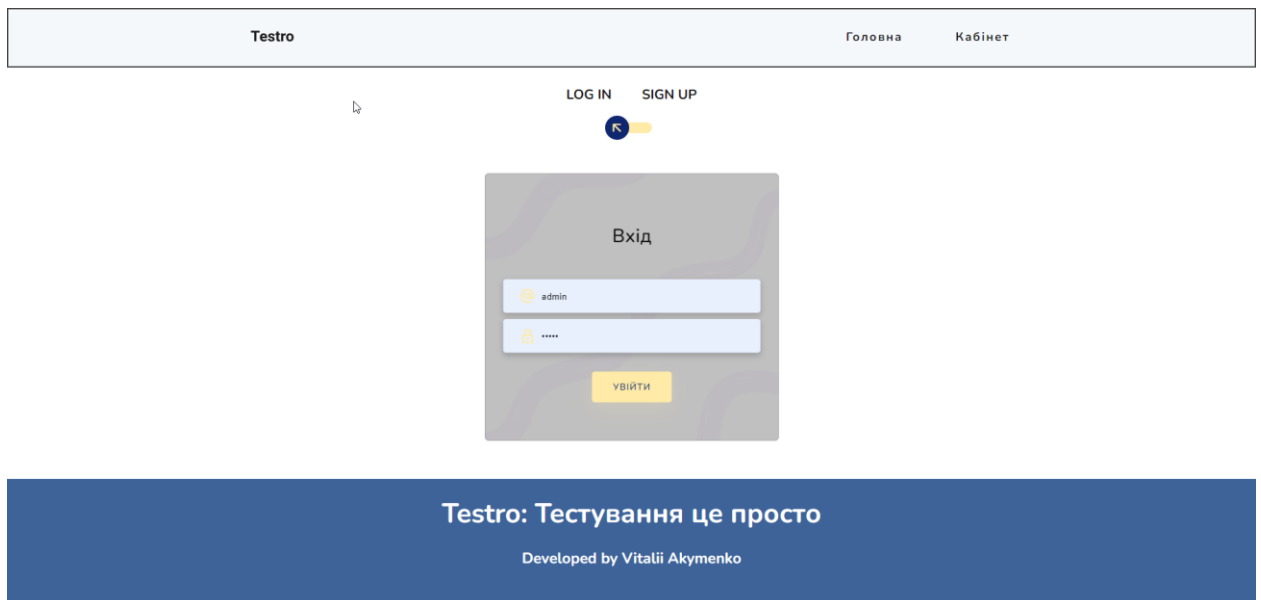 Testro Головна Кабінет
LOG IN SIGN UP
Вхід
admin
•••••
УВІЙТИ
Testro: Тестування це просто
Developed by Vitalii Akymenko